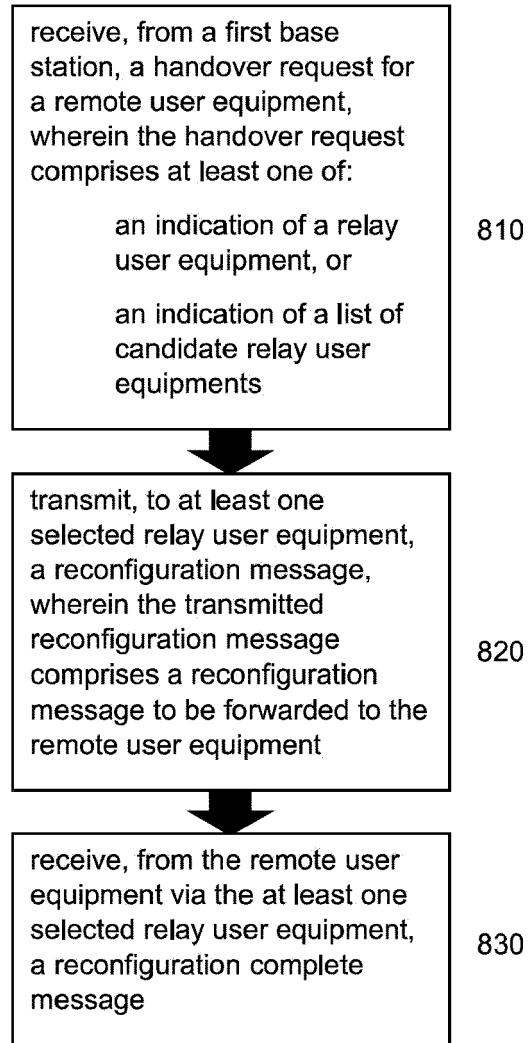 receive, from a first base
station, a handover request for
a remote user equipment,
wherein the handover request
comprises at least one of:
an indication of a relay
user equipment, or
an indication of a list of
candidate relay user
equipments
810
transmit, to at least one
selected relay user equipment,
a reconfiguration message,
wherein the transmitted
reconfiguration message
comprises a reconfiguration
message to be forwarded to the
remote user equipment
820
receive, from the remote user
equipment via the at least one
selected relay user equipment,
a reconfiguration complete
message
830